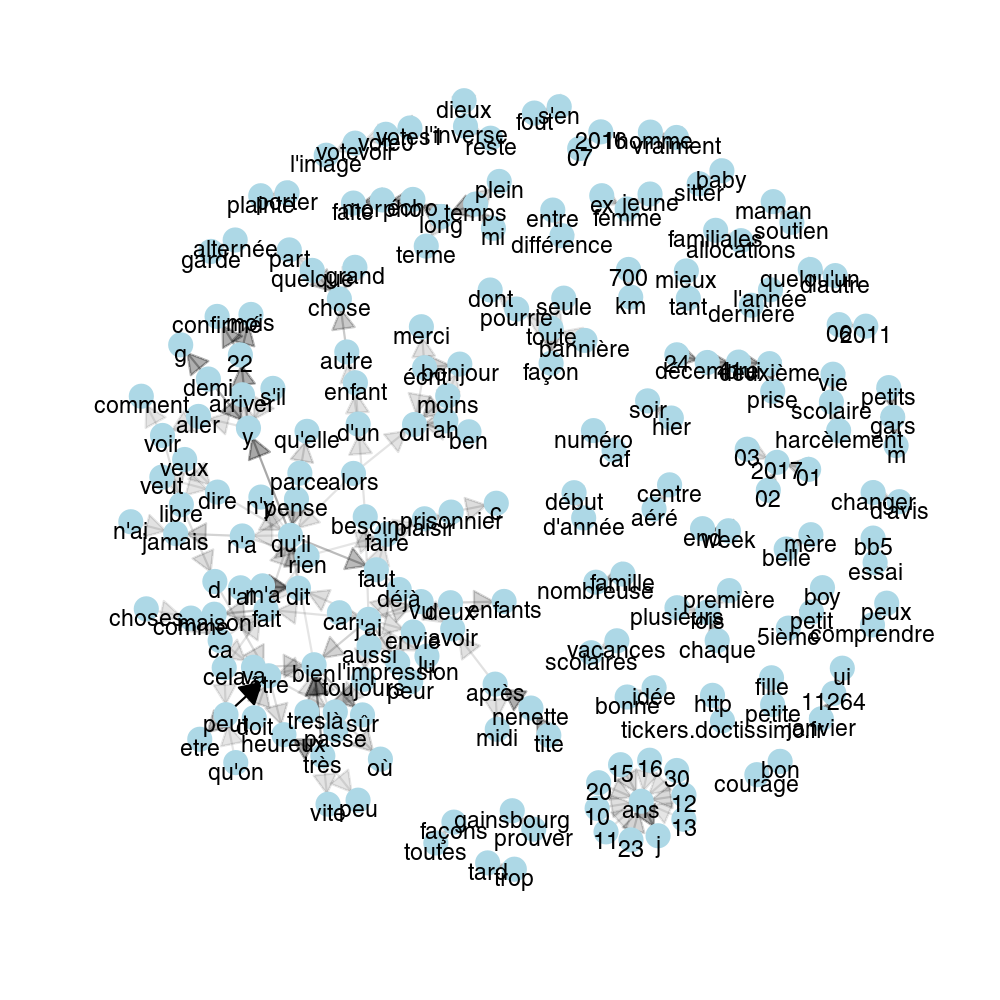 dieux
s'en
fout
votes1
vote0
l'inverse
2016
l'homme
votevoir
reste
vraiment
l'image
07
baby
plein
sitter
plainte
porter
faite
morpho
écho
temps
ex
jeune
maman
long
entre
femme
soutien
mi
différence
familiales
alternée
garde
part
terme
allocations
quelque
grand
700
mieux
quelqu'un
d'autre
chose
dont
seule
km
tant
l'année
pourrie
dernière
confirme
mois
merci
toute
06
2011
bannière
g
22
autre
24
décembre
deuxième
écrit
bonjour
façon
vie
demi
enfant
prise
petits
comment
arriver
s'il
moins
soir
scolaire
aller
hier
gars
voir
y
qu'elle
d'un
oui
ah
ben
numéro
harcèlement
caf
03
m
veux
2017
01
veut
dire
parce
alors
début
centre
02
changer
libre
n'y
pense
d'année
aéré
d'avis
n'ai
besoin
plaisir
prisonnier
c
jamais
n'a
qu'il
faire
end
week
mère
bb5
rien
belle
faut
essai
d
l'ai
m'a
dit
déjà
famille
nombreuse
première
boy
choses
vu
deux
enfants
plusieurs
fois
petit
peux
comme
maison
fait
car
j'ai
5ième
comprendre
ca
envie
avoir
chaque
aussi
vacances
lu
scolaires
cela
va
être
bien
l'impression
ui
toujours
peur
après
idée
fille
bonne
http
11264
peut
doit
tres
là
sûr
nenette
petite
tickers.doctissimo.fr
janvier
etre
heureux
passe
midi
tite
qu'on
très
où
15
16
30
bon
courage
20
ans
12
vite
peu
10
13
façons
gainsbourg
prouver
11
23
j
toutes
tard
trop